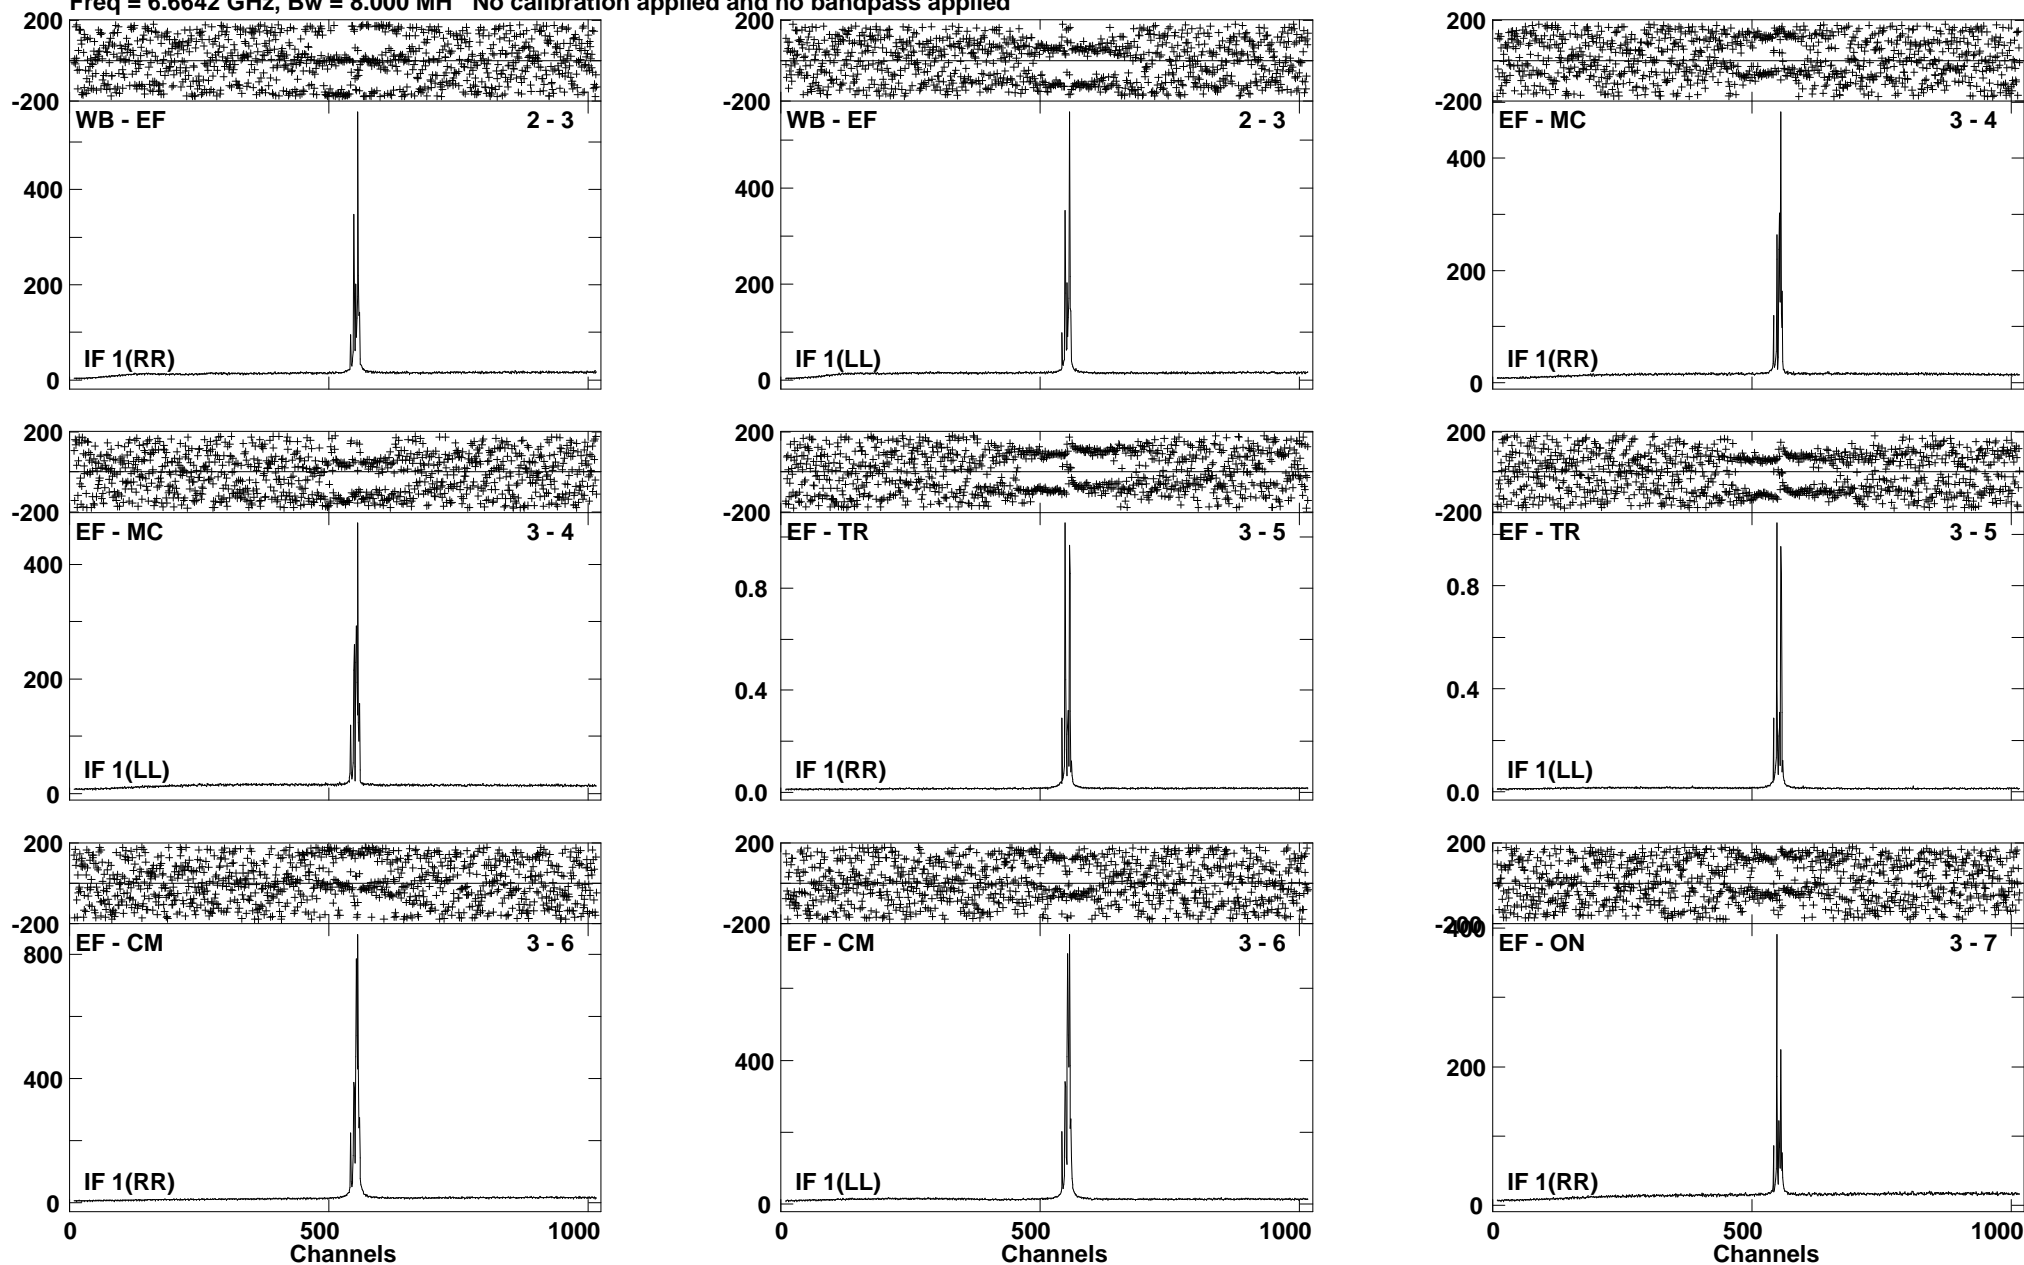 Freq = 6.6642 GHz, Bw = 8.000 MH No calibration applied and no bandpass applied
200
-200
WB - EF 2 - 3
400
200
IF 1(RR)
0
200
-200
WB - EF 2 - 3
400
200
IF 1(LL)
0
200
-200
EF - MC 3 - 4
400
200
IF 1(RR)
0
200
-200
EF - MC 3 - 4
400
200
IF 1(LL)
0
200
-200
EF - TR 3 - 5
0.8
0.4
IF 1(RR)
0.0
200
-200
EF - TR 3 - 5
0.8
0.4
IF 1(LL)
0.0
200
-200
EF - CM 3 - 6
800
400
IF 1(RR)
0
0 500 1000
Channels
200
-200
EF - CM 3 - 6
400
IF 1(LL)
0
0 500 1000
Channels
200
-200
400
EF - ON 3 - 7
200
IF 1(RR)
0
0 500 1000
Channels